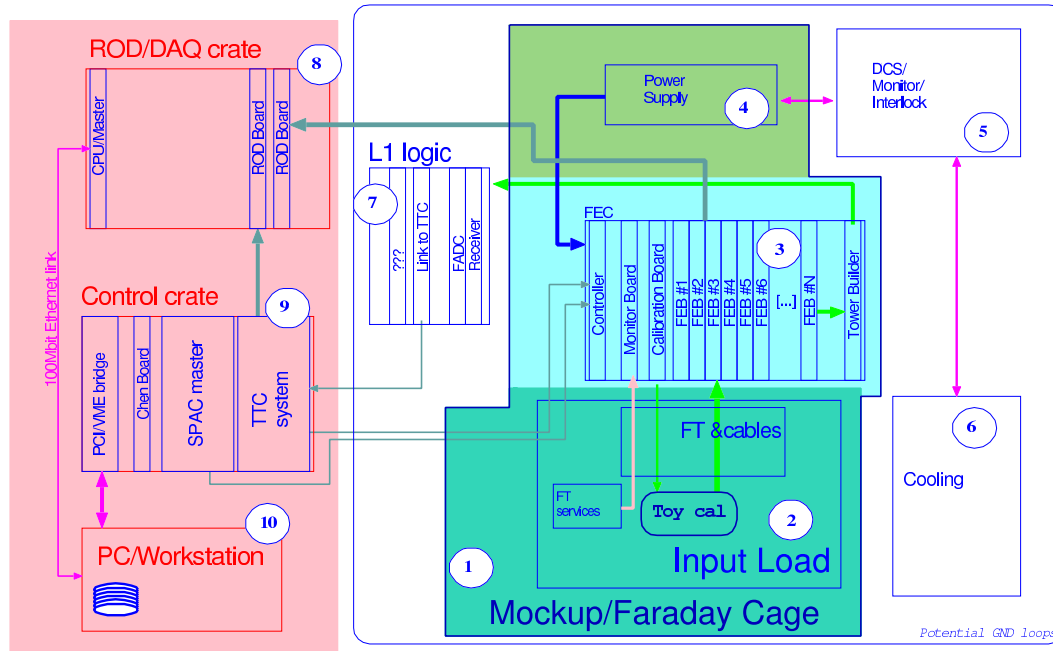 ROD/DAQ crate
8
CPU/Master
ROD Board
ROD Board
100Mbit Ethernet link
Control crate
9
PCI/VME bridge
Chen Board
SPAC master
TTC
system
10
PC/Workstation
L1 logic
7
???
Link to TTC
FADC
Receiver
Power
Supply
4
DCS/
Monitor/
Interlock
5
FEC
3
Controller
Monitor Board
Calibration Board
FEB #1
FEB #2
FEB #3
FEB #4
FEB #5
FEB #6
[...]
FEB #N
Tower Builder
FT &cables
FT
services
Toy cal
2
1
Input Load
Mockup/Faraday Cage
6
Cooling
Potential GND loops